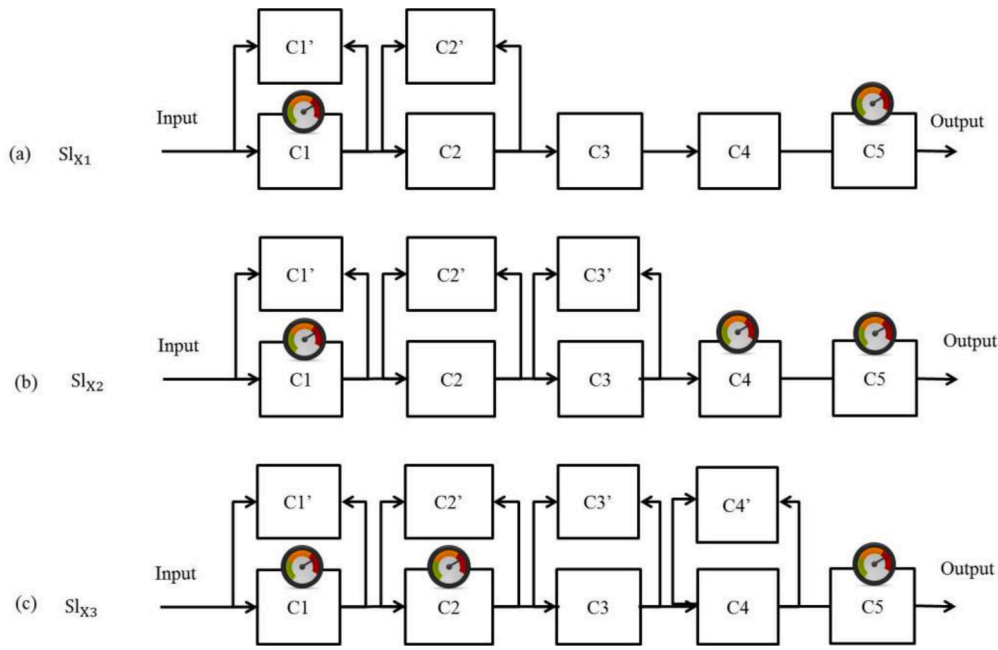 C1’ C2’
Input Output
(a) Sl_X1 C1 C2 C3 C4 C5
C1’ C2’ C3’
Input Output
(b) Sl_X2 C1 C2 C3 C4 C5
C1’ C2’ C3’ C4’
Input Output
(c) Sl_X3 C1 C2 C3 C4 C5